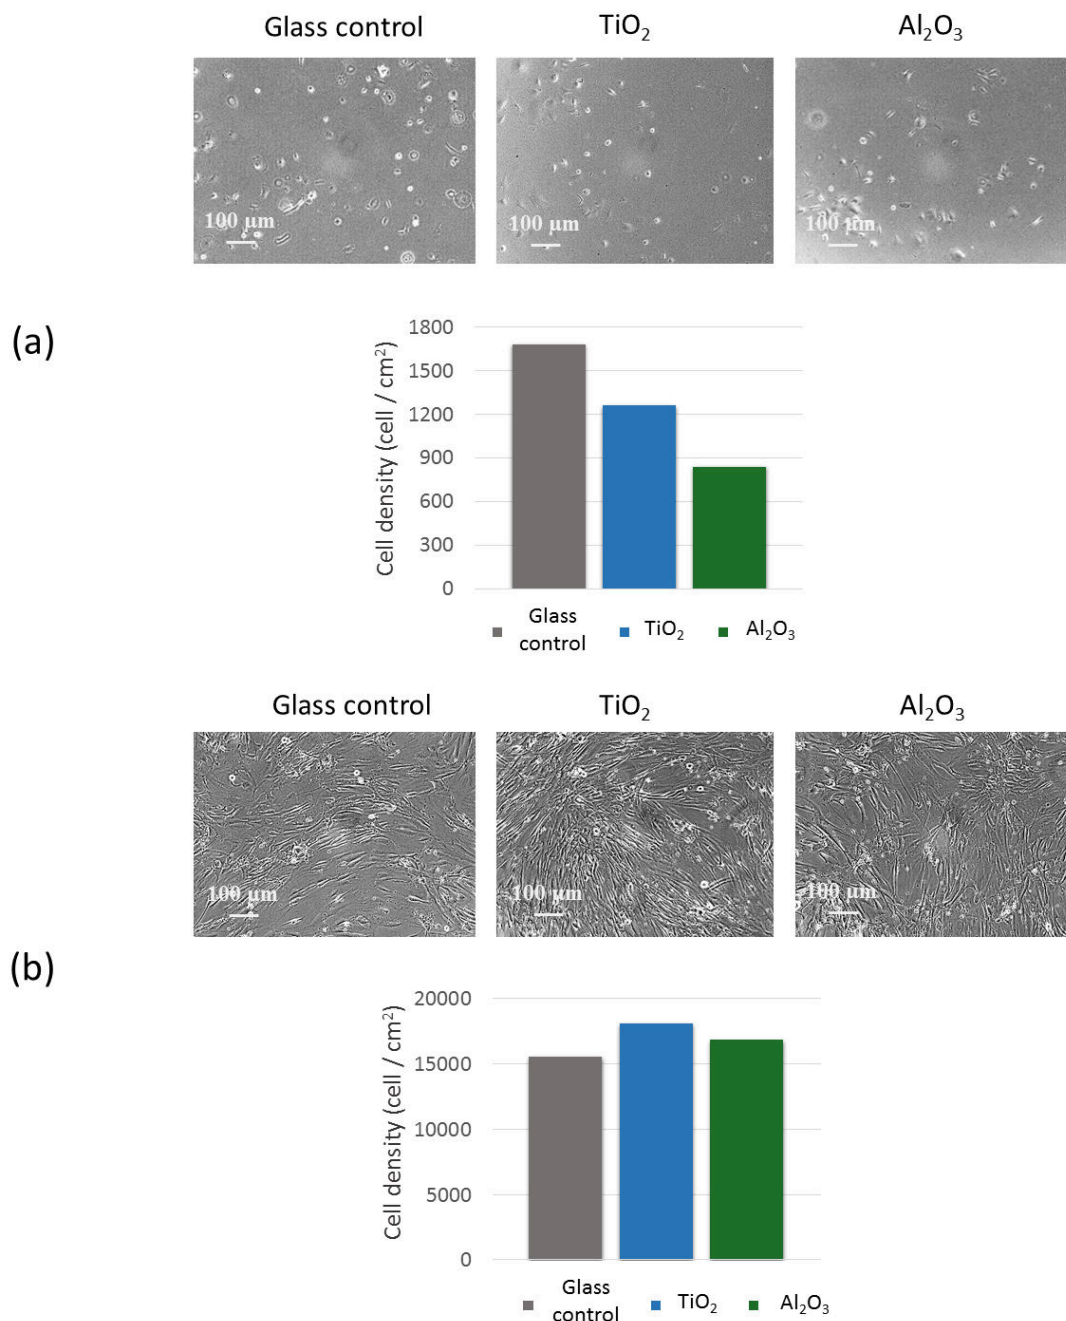 Glass control TiO₂ Al₂O₃
100 µm 100 µm 100 µm
(a)
Cell density (cell / cm²)
1800
1500
1200
900
600
300
0
Glass control TiO₂ Al₂O₃
Glass control TiO₂ Al₂O₃
100 µm 100 µm 100 µm
(b)
Cell density (cell / cm²)
20000
15000
10000
5000
0
Glass control TiO₂ Al₂O₃